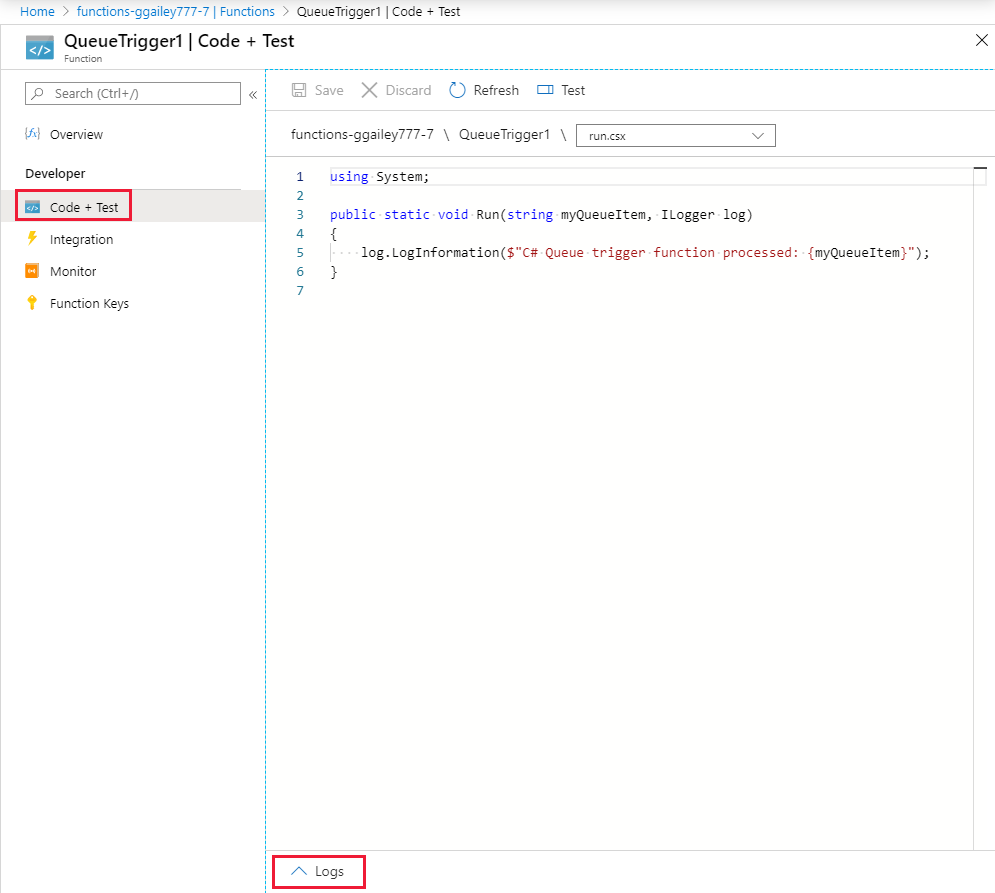 Home > functions-ggailey777-7 | Functions > QueueTrigger1 | Code + Test
QueueTrigger1 | Code + Test
Function
Search (Ctrl+/)
«
Overview
Developer
Code + Test
Integration
Monitor
Function Keys
Save Discard Refresh Test
functions-ggailey777-7 \ QueueTrigger1 \ run.csx
1 using System;
2
3 public static void Run(string myQueueItem, ILogger log)
4 {
5 log.LogInformation($"C# Queue trigger function processed: {myQueueItem}");
6 }
7
Logs